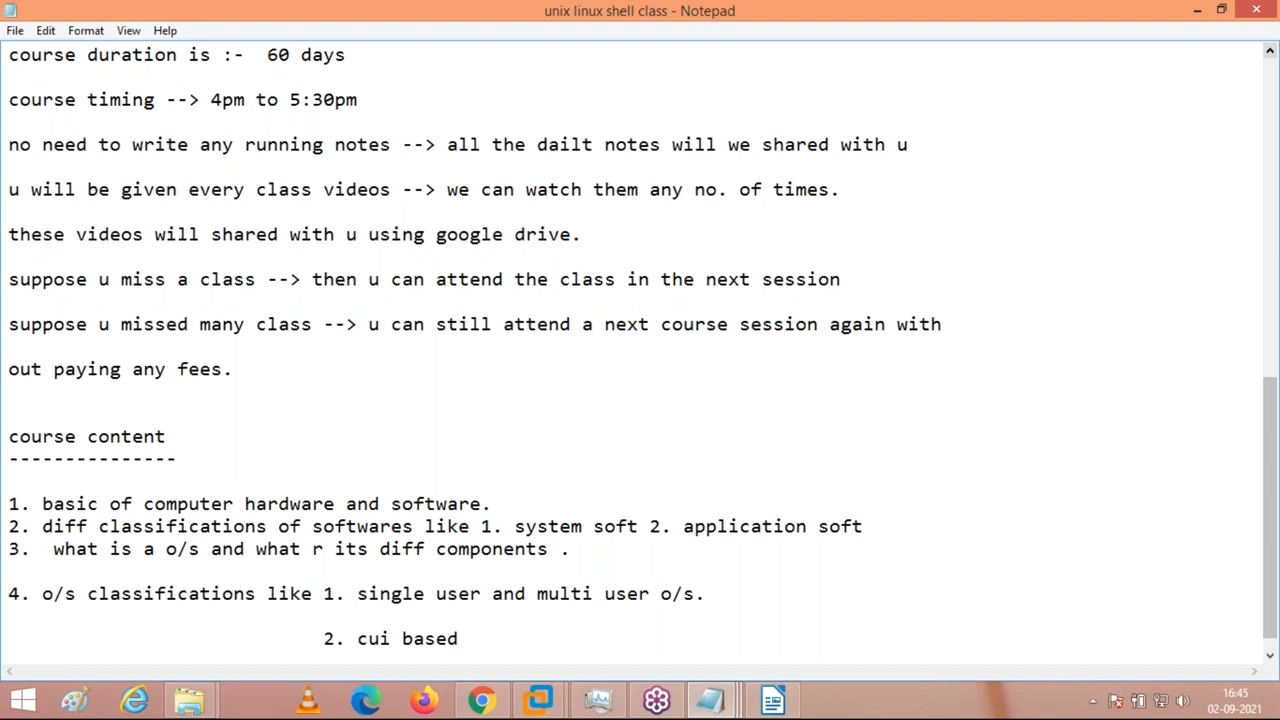 unix linux shell class - Notepad
File Edit Format View Help
course duration is :-  60 days
course timing --> 4pm to 5:30pm
no need to write any running notes --> all the dailt notes will we shared with u
u will be given every class videos --> we can watch them any no. of times.
these videos will shared with u using google drive.
suppose u miss a class --> then u can attend the class in the next session
suppose u missed many class --> u can still attend a next course session again with
out paying any fees.
course content
---------------
1. basic of computer hardware and software.
2. diff classifications of softwares like 1. system soft 2. application soft
3.  what is a o/s and what r its diff components .
4. o/s classifications like 1. single user and multi user o/s.
2. cui based
16:45
02-09-2021